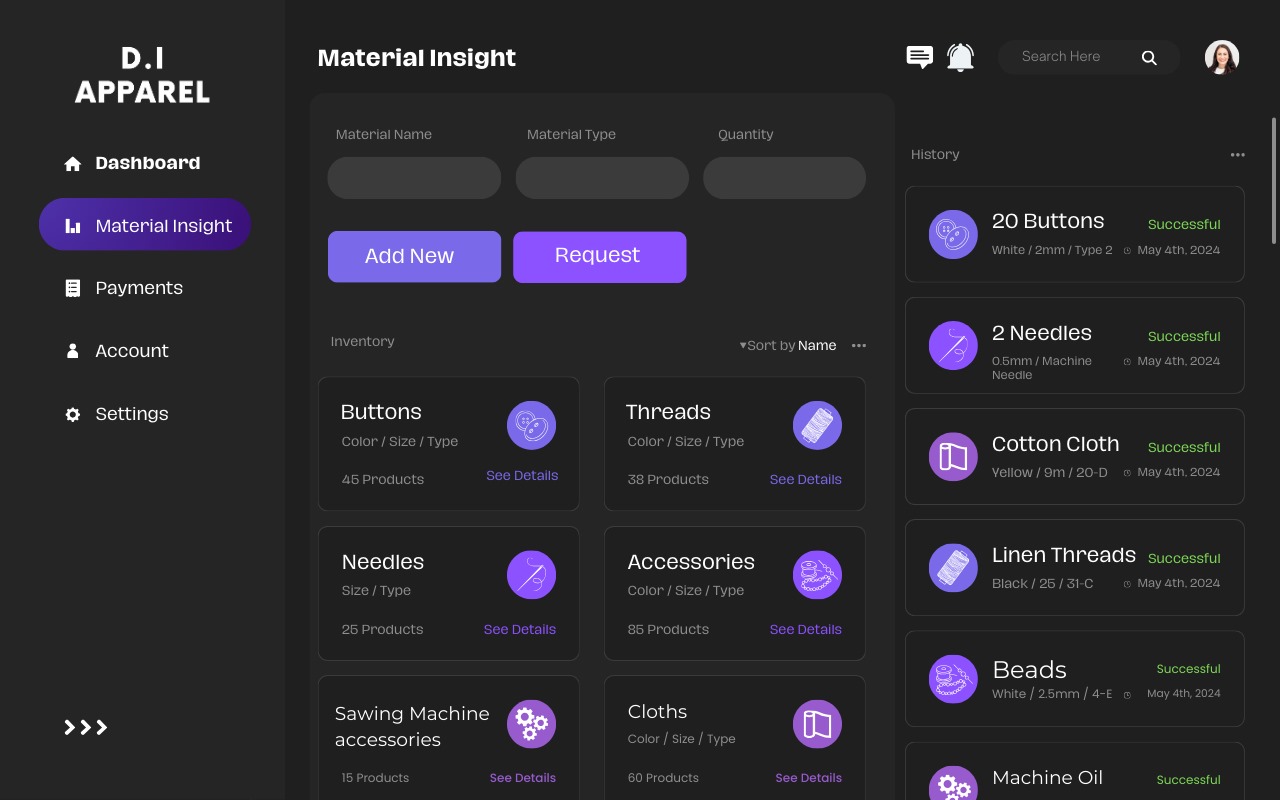 D.I
APPAREL
Dashboard
Material Insight
Payments
Account
Settings
Material Insight
Search Here
Material Name
Material Type
Quantity
Add New
Request
Inventory
▾Sort by Name
Buttons
Color / Size / Type
45 Products
See Details
Threads
Color / Size / Type
38 Products
See Details
Needles
Size / Type
25 Products
See Details
Accessories
Color / Size / Type
85 Products
See Details
Sawing Machine
accessories
15 Products
See Details
Cloths
Color / Size / Type
60 Products
See Details
History
20 Buttons
Successful
White / 2mm / Type 2
May 4th, 2024
2 Needles
Successful
0.5mm / Machine
Needle
May 4th, 2024
Cotton Cloth
Successful
Yellow / 9m / 20-D
May 4th, 2024
Linen Threads
Successful
Black / 25 / 31-C
May 4th, 2024
Beads
Successful
White / 2.5mm / 4-E
May 4th, 2024
Machine Oil
Successful